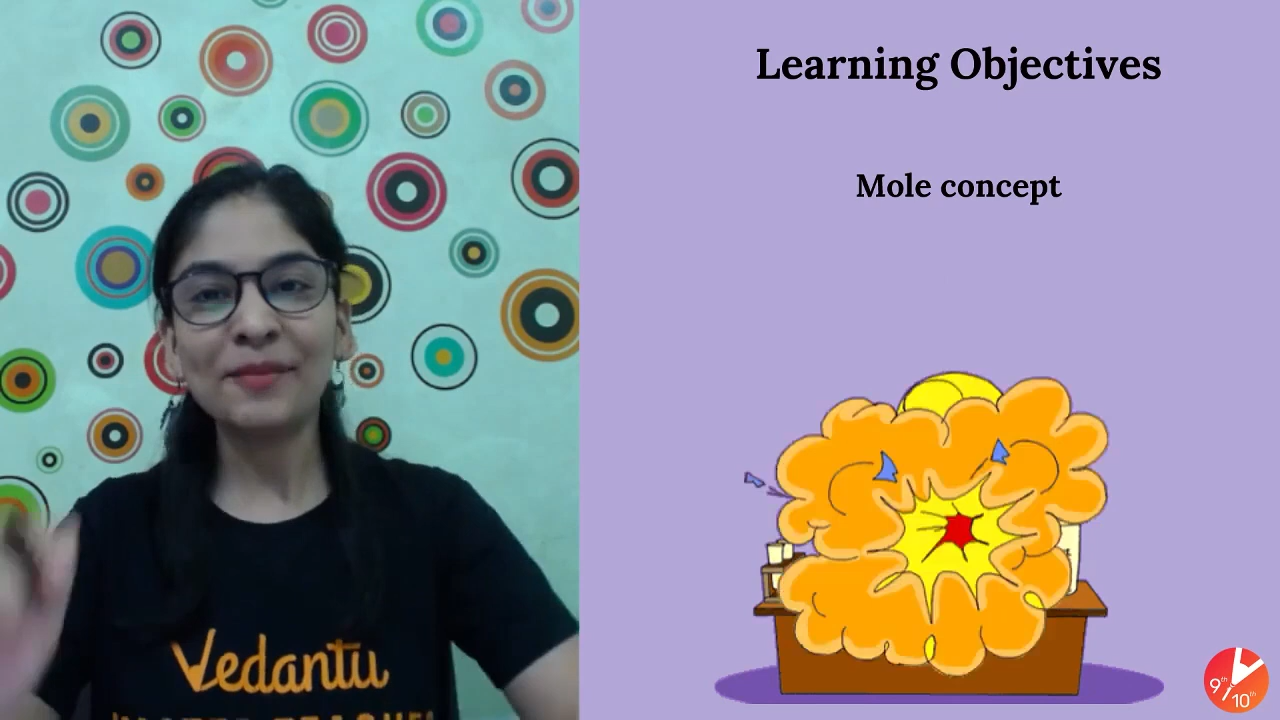 Learning Objectives
Mole concept
Vedantu
9th
10th